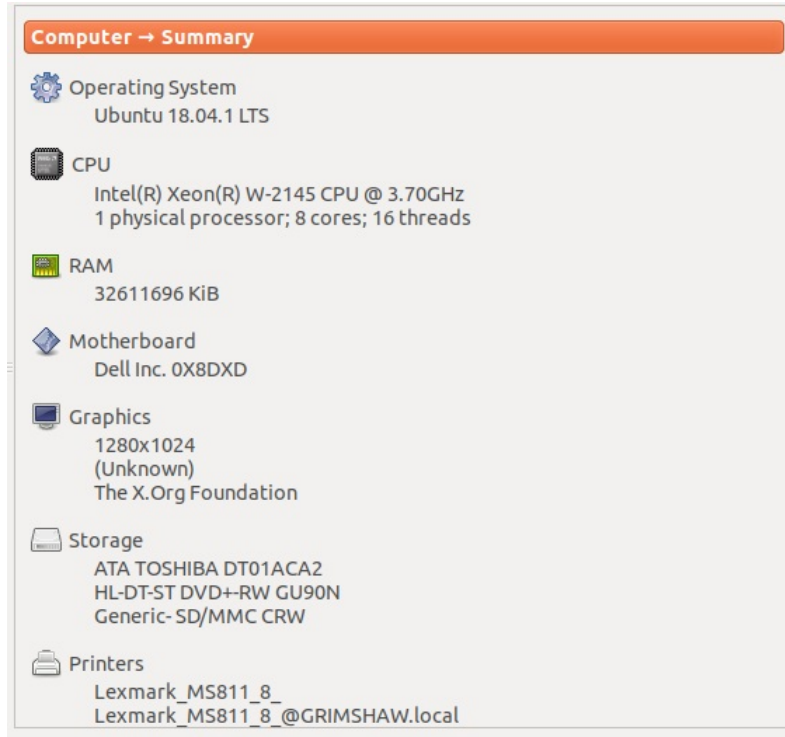 Computer → Summary
Operating System
Ubuntu 18.04.1 LTS
CPU
Intel(R) Xeon(R) W-2145 CPU @ 3.70GHz
1 physical processor; 8 cores; 16 threads
RAM
32611696 KiB
Motherboard
Dell Inc. 0X8DXD
Graphics
1280x1024
(Unknown)
The X.Org Foundation
Storage
ATA TOSHIBA DT01ACA2
HL-DT-ST DVD+-RW GU90N
Generic- SD/MMC CRW
Printers
Lexmark_MS811_8_
Lexmark_MS811_8_@GRIMSHAW.local